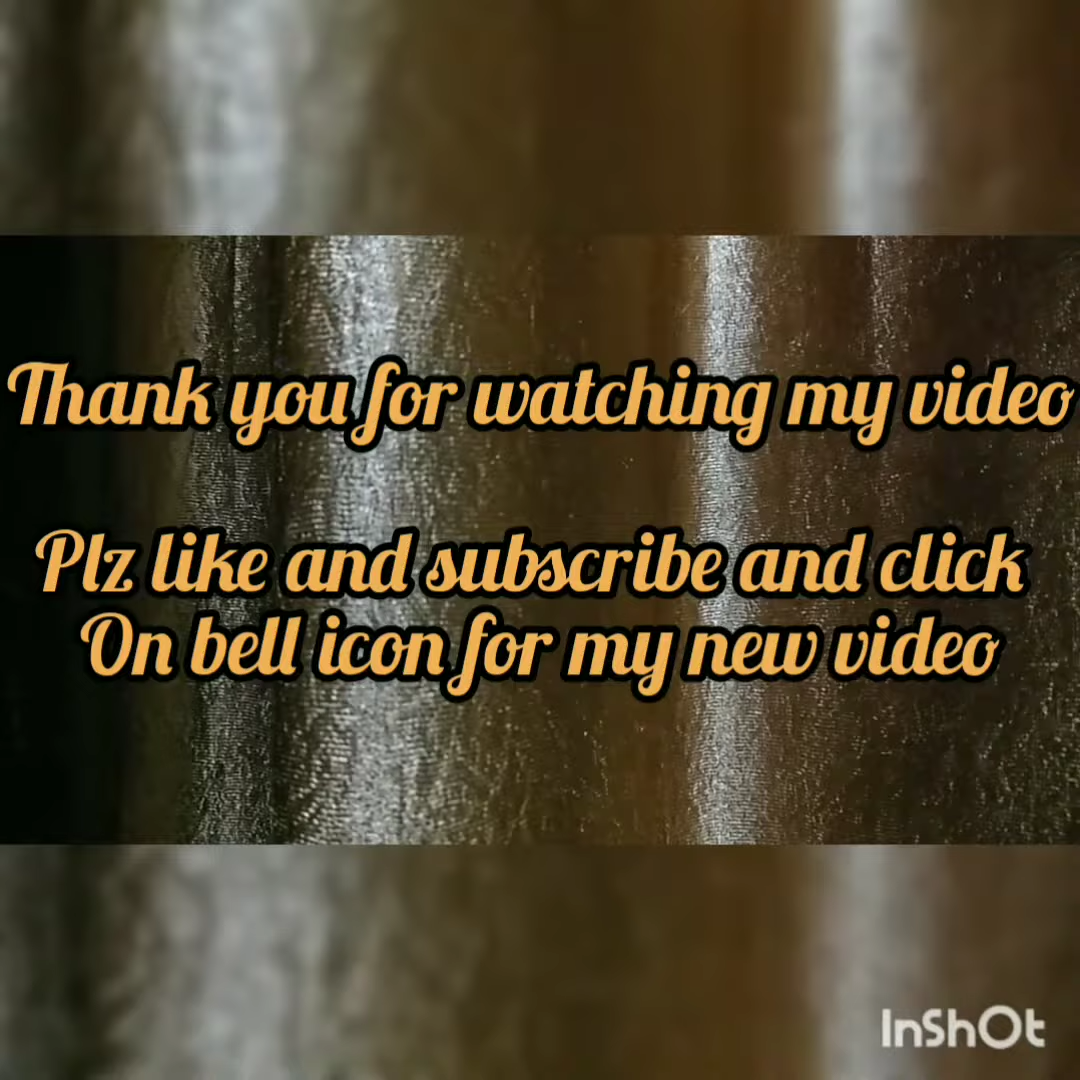 Thank you for watching my video
Plz like and subscribe and click
On bell icon for my new video
InShOt